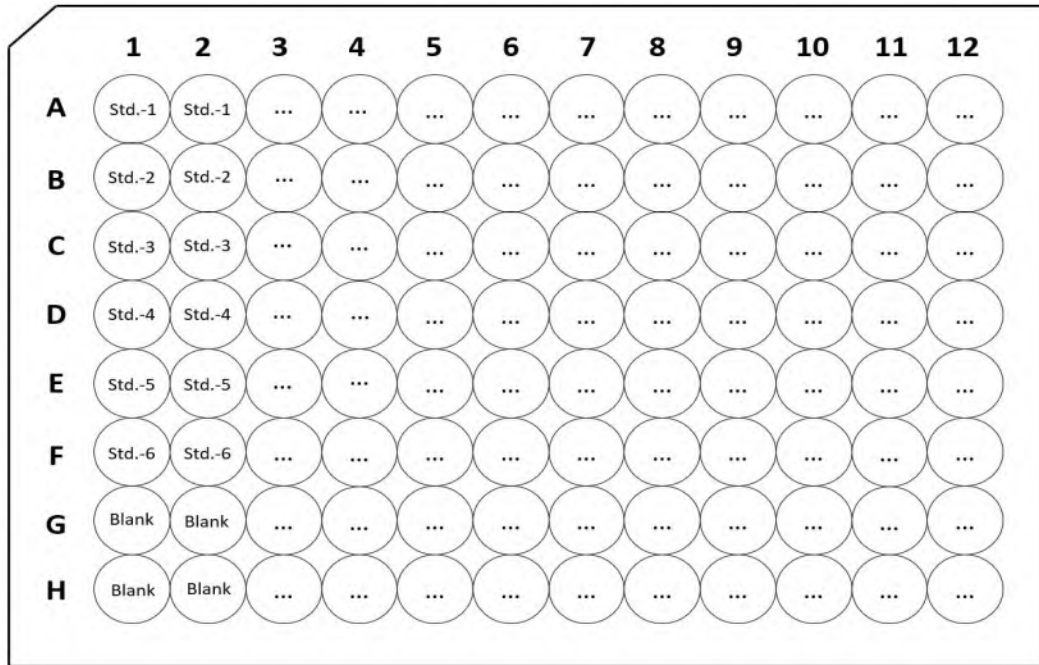 1 2 3 4 5 6 7 8 9 10 11 12
A Std.-1 Std.-1 ... ... ... ... ... ... ... ... ... ...
B Std.-2 Std.-2 ... ... ... ... ... ... ... ... ... ...
C Std.-3 Std.-3 ... ... ... ... ... ... ... ... ... ...
D Std.-4 Std.-4 ... ... ... ... ... ... ... ... ... ...
E Std.-5 Std.-5 ... ... ... ... ... ... ... ... ... ...
F Std.-6 Std.-6 ... ... ... ... ... ... ... ... ... ...
G Blank Blank ... ... ... ... ... ... ... ... ... ...
H Blank Blank ... ... ... ... ... ... ... ... ... ...